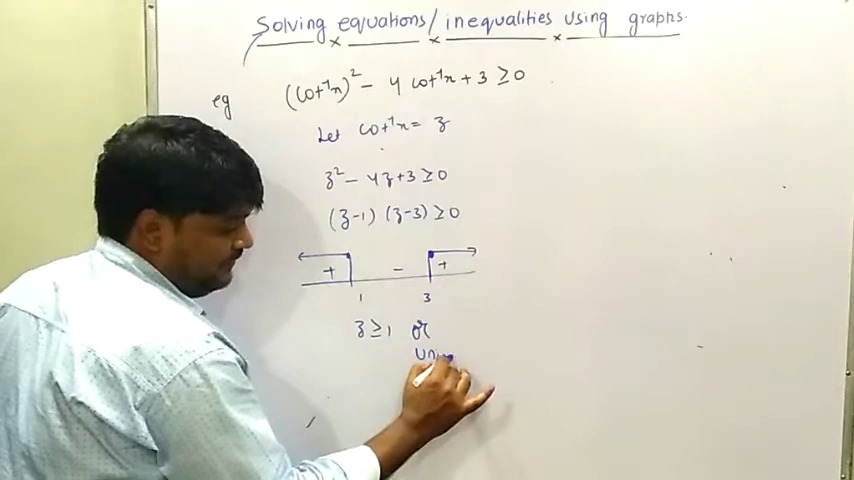 Solving equations/inequalities using graphs.
eg (cot⁻¹x)² - 4 cot⁻¹x + 3 ≥ 0
Let cot⁻¹x = z
z² - 4z + 3 ≥ 0
(z-1) (z-3) ≥ 0
+ - +
1 3
z ≥ 1 or